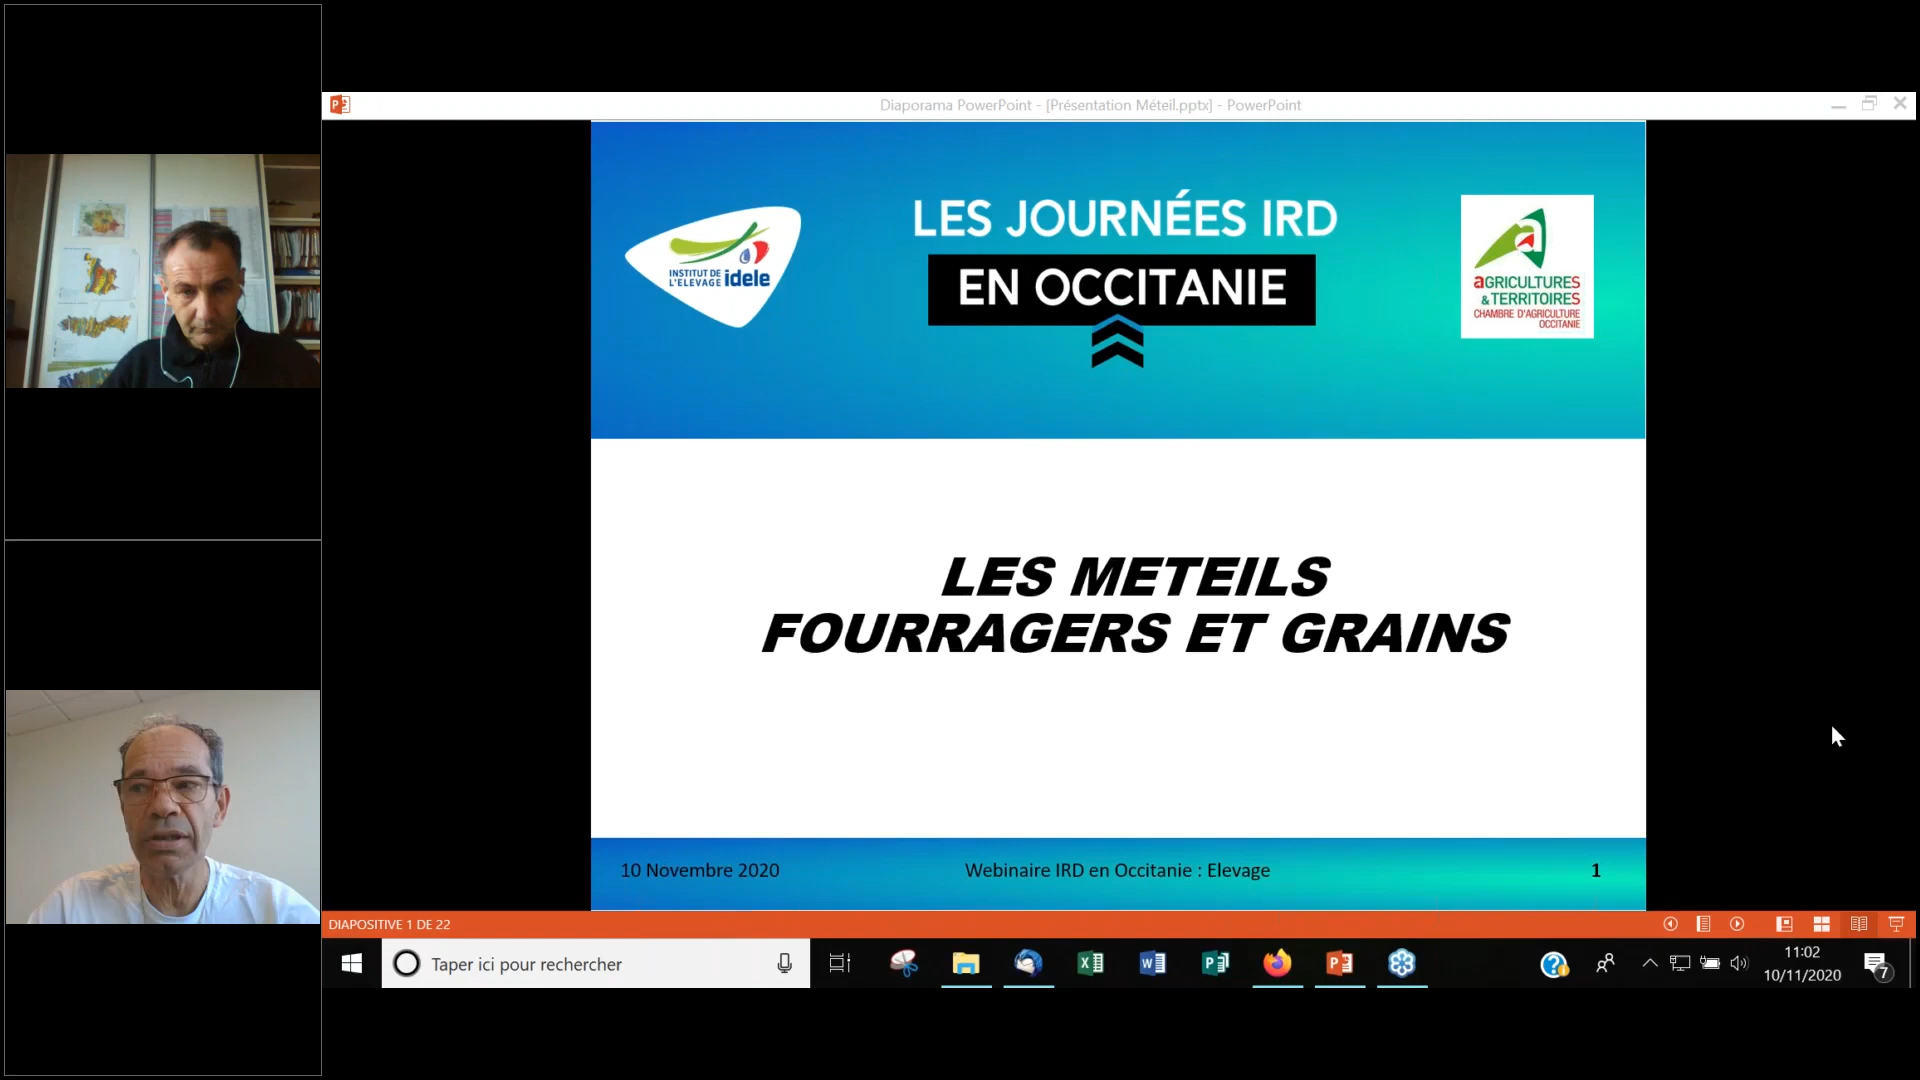 Diaporama PowerPoint - [Présentation Méteil.pptx] - PowerPoint
INSTITUT DE
L'ELEVAGE idele
LES JOURNÉES IRD
EN OCCITANIE
aGRICULTURES
& TERRITOIRES
CHAMBRE D'AGRICULTURE
OCCITANIE
LES METEILS
FOURRAGERS ET GRAINS
10 Novembre 2020
Webinaire IRD en Occitanie : Elevage
1
DIAPOSITIVE 1 DE 22
Taper ici pour rechercher
11:02
10/11/2020
7